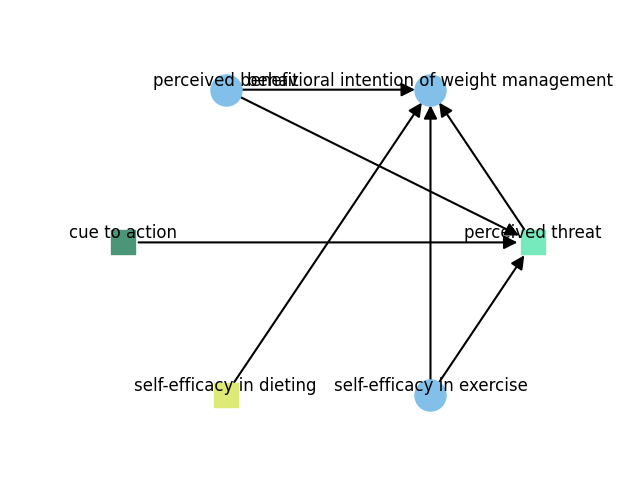 perceived benefit
behavioral intention of weight management
cue to action
perceived threat
self-efficacy in dieting
self-efficacy in exercise